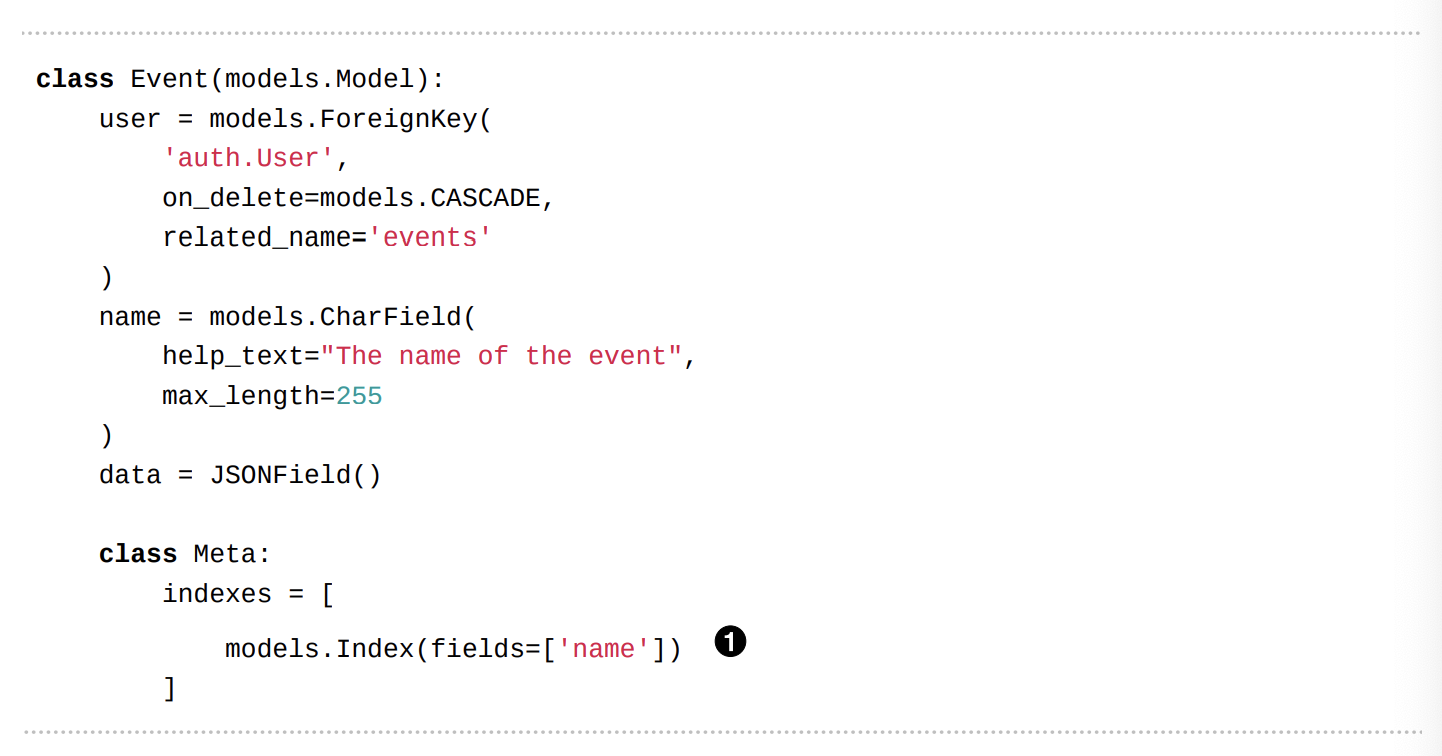 class Event(models.Model):
    user = models.ForeignKey(
        'auth.User',
        on_delete=models.CASCADE,
        related_name='events'
    )
    name = models.CharField(
        help_text="The name of the event",
        max_length=255
    )
    data = JSONField()

    class Meta:
        indexes = [
            models.Index(fields=['name']) ❶
        ]